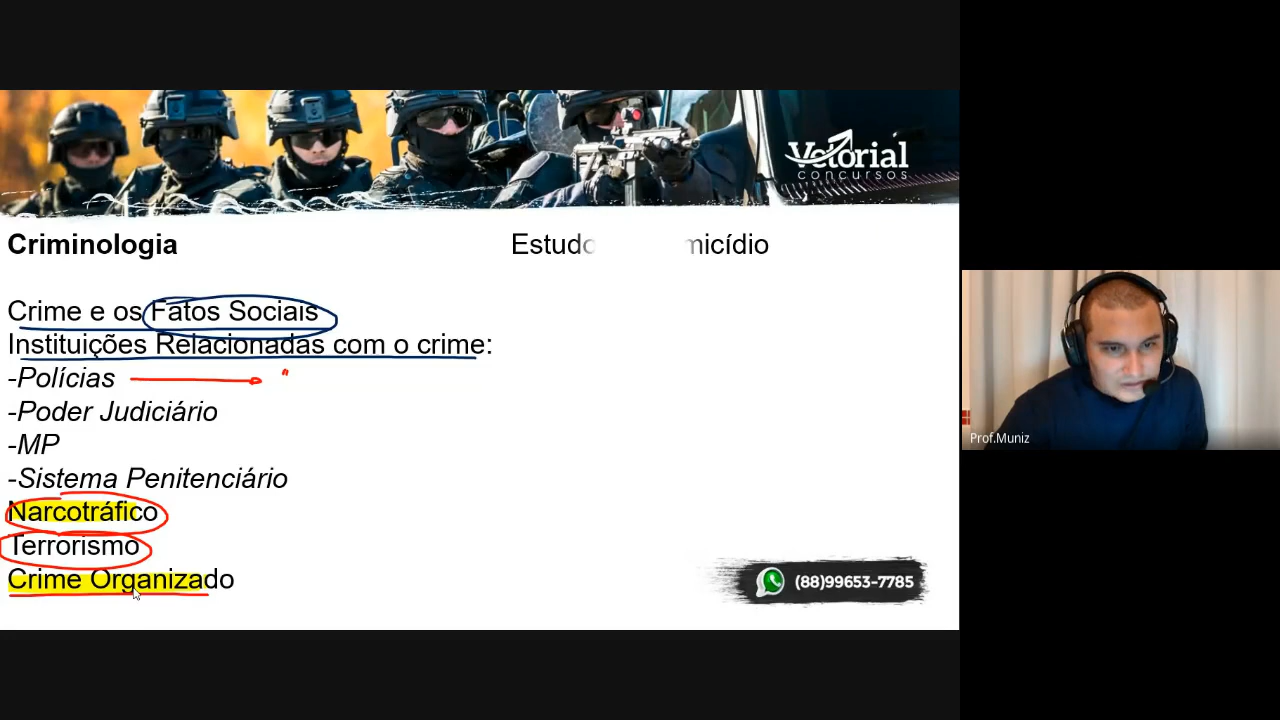 Vetorial
concursos
Criminologia
Estudo micídio
Crime e os Fatos Sociais
Instituições Relacionadas com o crime:
-Polícias
-Poder Judiciário
-MP
-Sistema Penitenciário
Narcotráfico
Terrorismo
Crime Organizado
(88)99653-7785
Prof.Muniz